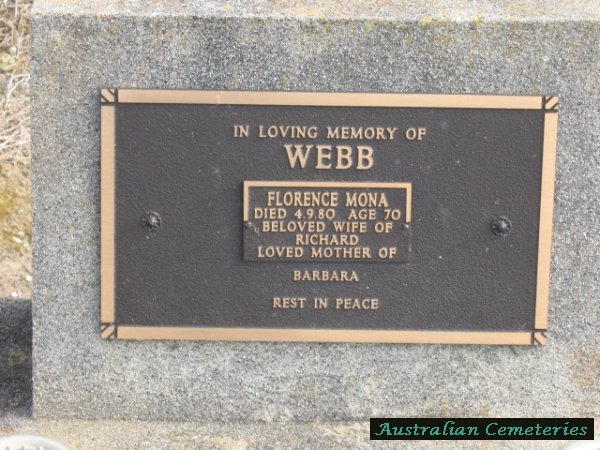 IN LOVING MEMORY OF
WEBB
FLORENCE MONA
DIED 4.9.80 AGE 70
BELOVED WIFE OF
RICHARD
LOVED MOTHER OF
BARBARA
REST IN PEACE
Australian Cemeteries